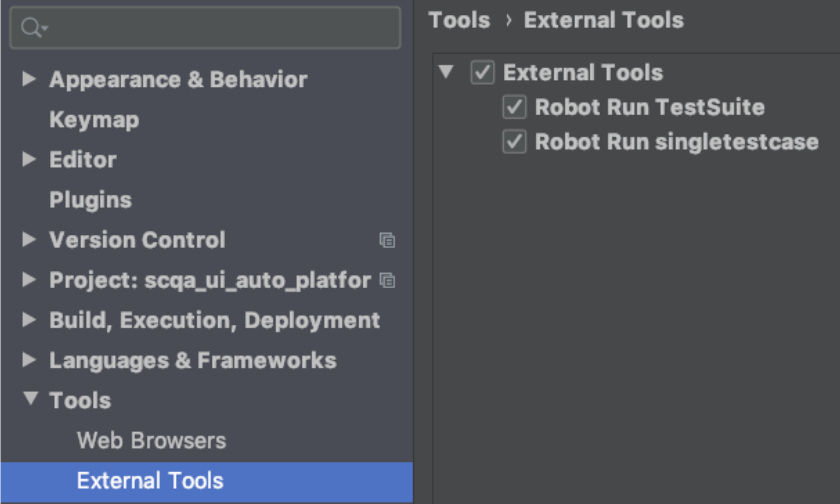 Appearance & Behavior
Keymap
Editor
Plugins
Version Control
Project: scqa_ui_auto_platfor
Build, Execution, Deployment
Languages & Frameworks
Tools
Web Browsers
External Tools
Tools › External Tools
External Tools
Robot Run TestSuite
Robot Run singletestcase